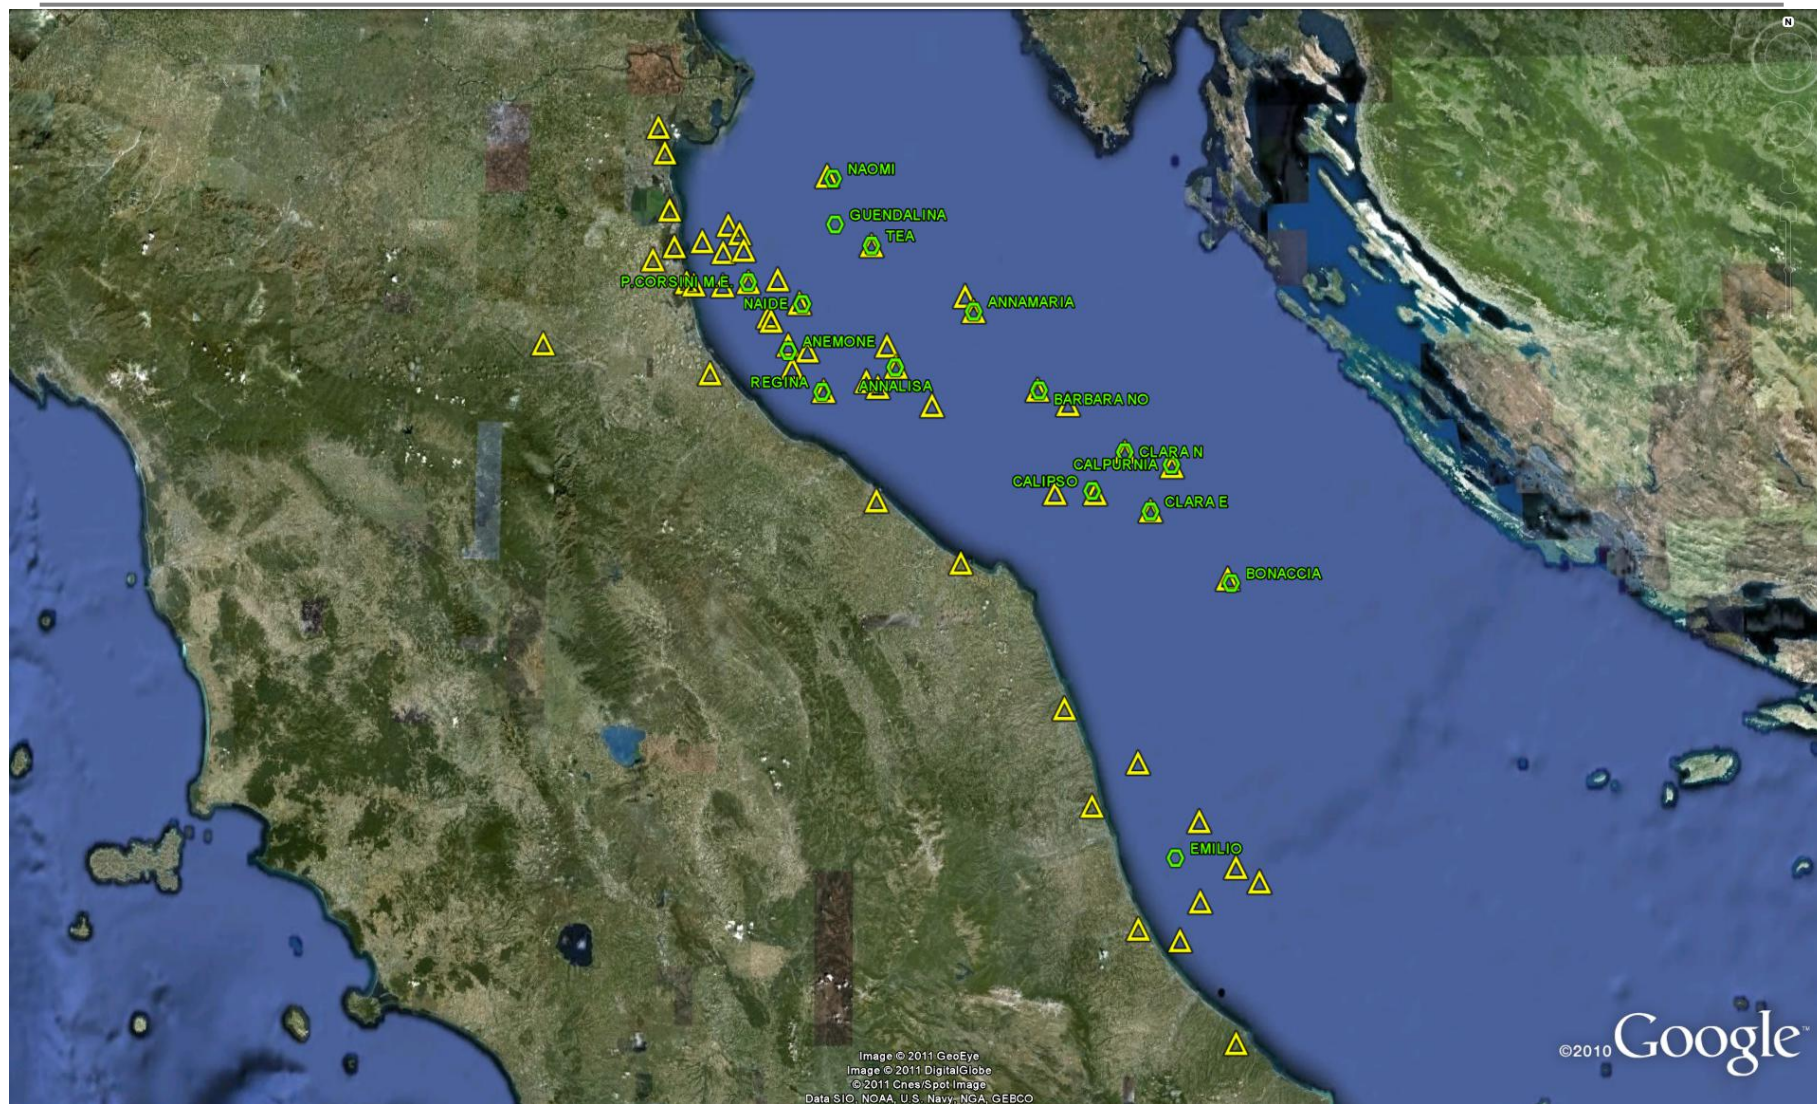 N
NAOMI
GUENDALINA
TEA
P.CORSINI M.E.
NAIDE
ANNAMARIA
ANEMONE
REGINA
ANNALISA
BARBARA NO
CLARA N
CALPURNIA
CALIPSO
CLARA E
BONACCIA
EMILIO
©2010 Google™
Image © 2011 GeoEye
Image © 2011 DigitalGlobe
© 2011 Cnes/Spot Image
Data SIO, NOAA, U.S. Navy, NGA, GEBCO